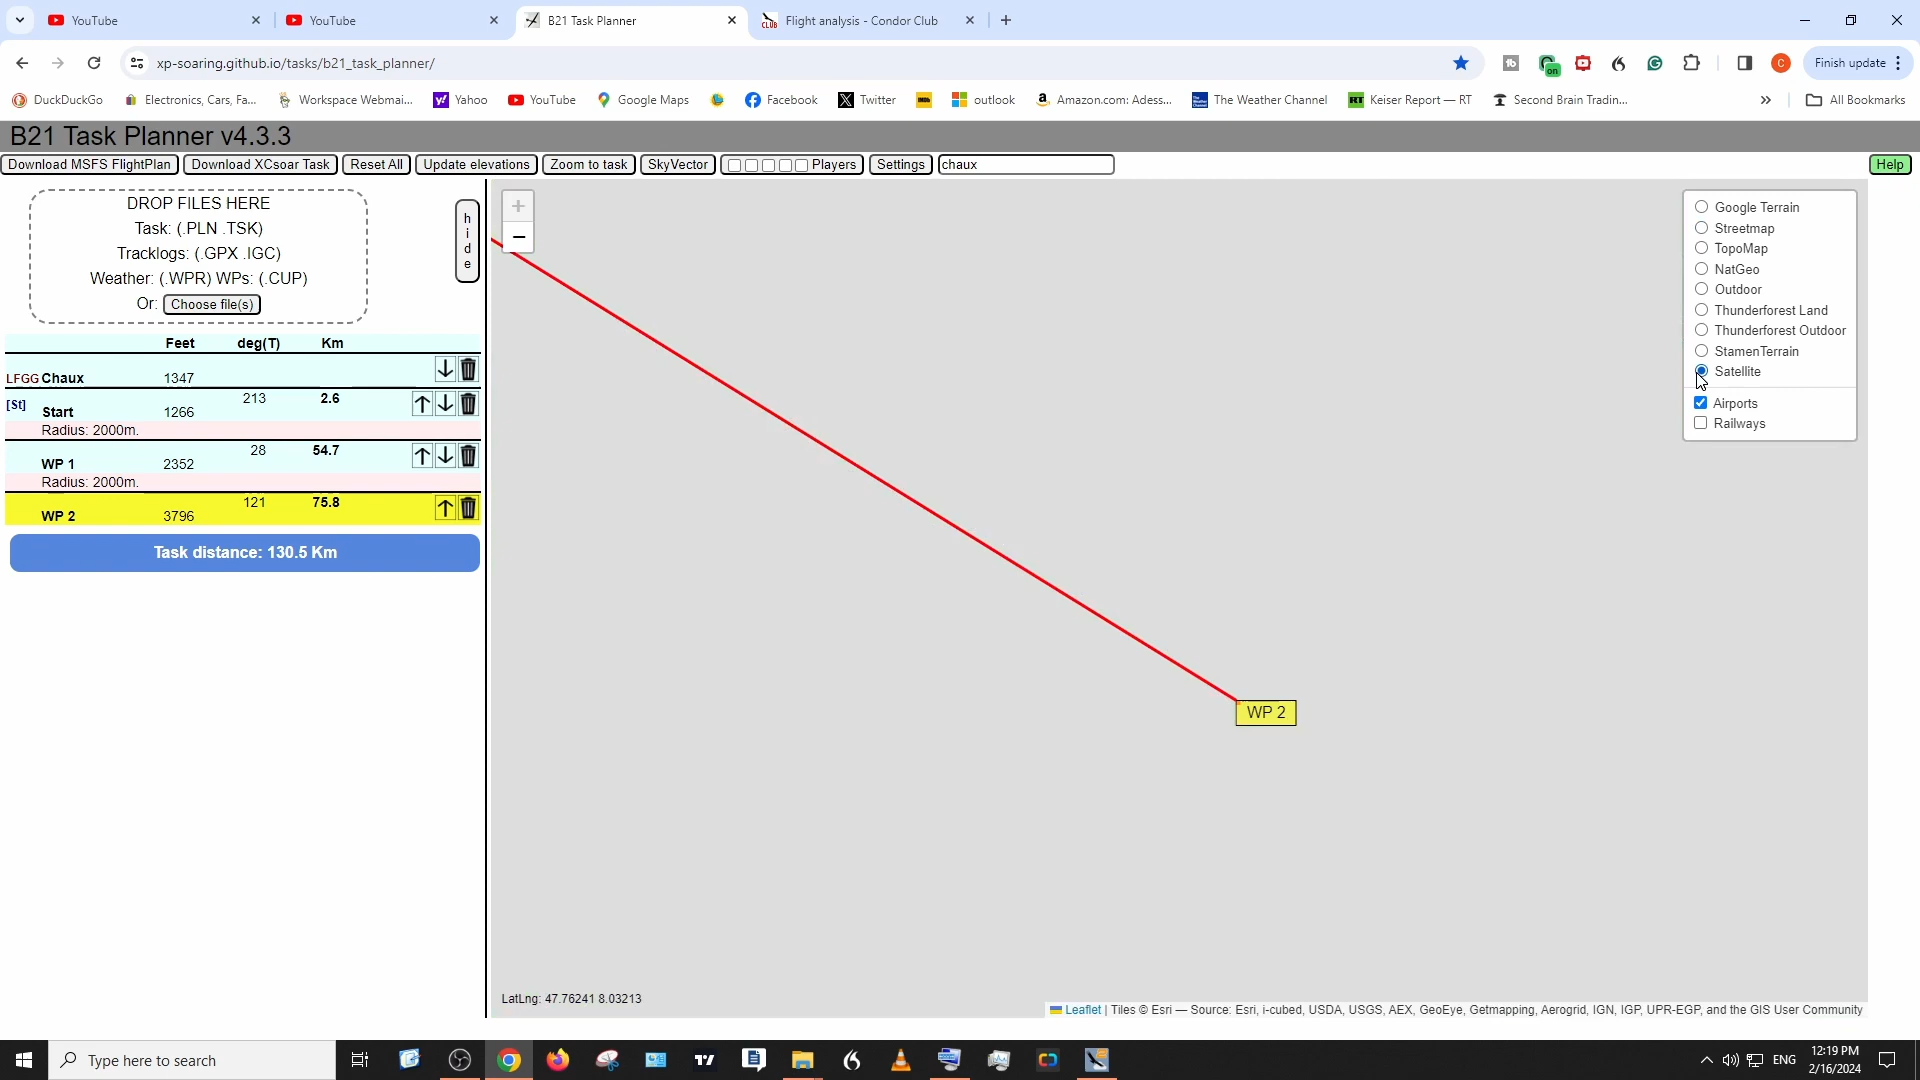 YouTube
YouTube
B21 Task Planner
Flight analysis - Condor Club
xp-soaring.github.io/tasks/b21_task_planner/
on
C
Finish update
DuckDuckGo
Electronics, Cars, Fa...
Workspace Webmai...
Yahoo
YouTube
Google Maps
Facebook
Twitter
outlook
Amazon.com: Adess...
The Weather Channel
RT Keiser Report — RT
Second Brain Tradin...
»
All Bookmarks
B21 Task Planner v4.3.3
Download MSFS FlightPlan
Download XCsoar Task
Reset All
Update elevations
Zoom to task
SkyVector
Players
Settings
chaux
Help
DROP FILES HERE
Task: (.PLN .TSK)
Tracklogs: (.GPX .IGC)
Weather: (.WPR) WPs: (.CUP)
Or: Choose file(s)
hide
Feet deg(T) Km
LFGG Chaux 1347
[St] Start 1266 213 2.6
Radius: 2000m.
WP 1 2352 28 54.7
Radius: 2000m.
WP 2 3796 121 75.8
Task distance: 130.5 Km
+
−
WP 2
Google Terrain
Streetmap
TopoMap
NatGeo
Outdoor
Thunderforest Land
Thunderforest Outdoor
StamenTerrain
Satellite
Airports
Railways
LatLng: 47.76241 8.03213
Leaflet | Tiles © Esri — Source: Esri, i-cubed, USDA, USGS, AEX, GeoEye, Getmapping, Aerogrid, IGN, IGP, UPR-EGP, and the GIS User Community
Type here to search
ENG
12:19 PM
2/16/2024